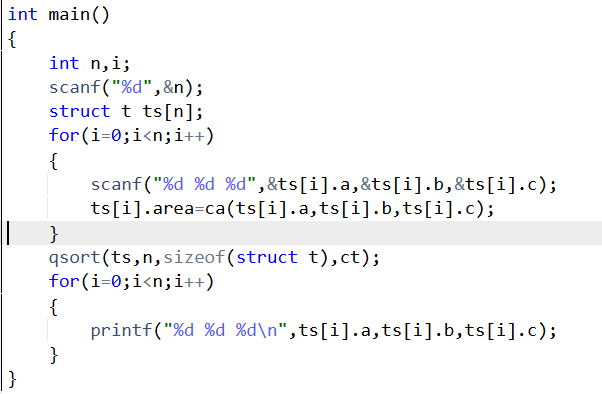 int main()
{
    int n,i;
    scanf("%d",&n);
    struct t ts[n];
    for(i=0;i<n;i++)
    {
        scanf("%d %d %d",&ts[i].a,&ts[i].b,&ts[i].c);
        ts[i].area=ca(ts[i].a,ts[i].b,ts[i].c);
    }
    qsort(ts,n,sizeof(struct t),ct);
    for(i=0;i<n;i++)
    {
        printf("%d %d %d\n",ts[i].a,ts[i].b,ts[i].c);
    }
}